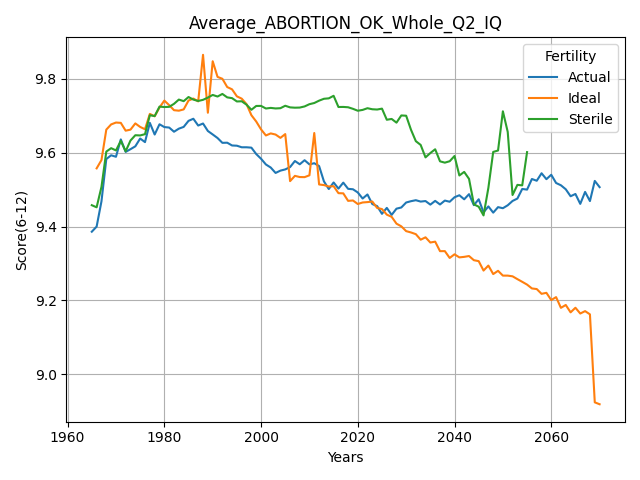 Average_ABORTION_OK_Whole_Q2_IQ
Fertility
Actual
Ideal
Sterile
Score(6-12)
9.8
9.6
9.4
9.2
9.0
1960
1980
2000
2020
2040
2060
Years